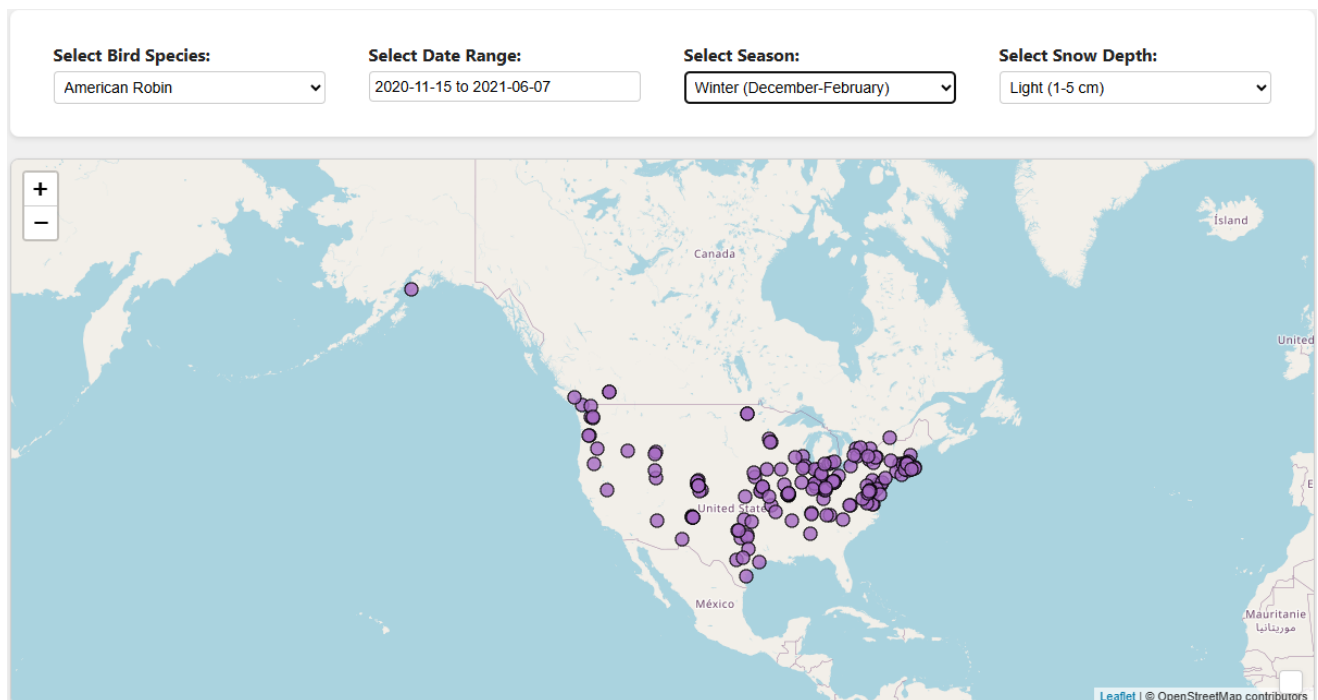 Select Bird Species:
American Robin
Select Date Range:
2020-11-15 to 2021-06-07
Select Season:
Winter (December-February)
Select Snow Depth:
Light (1-5 cm)
+
−
Ísland
Canada
United
United States
México
Mauritanie
موريتانيا
Leaflet | © OpenStreetMap contributors